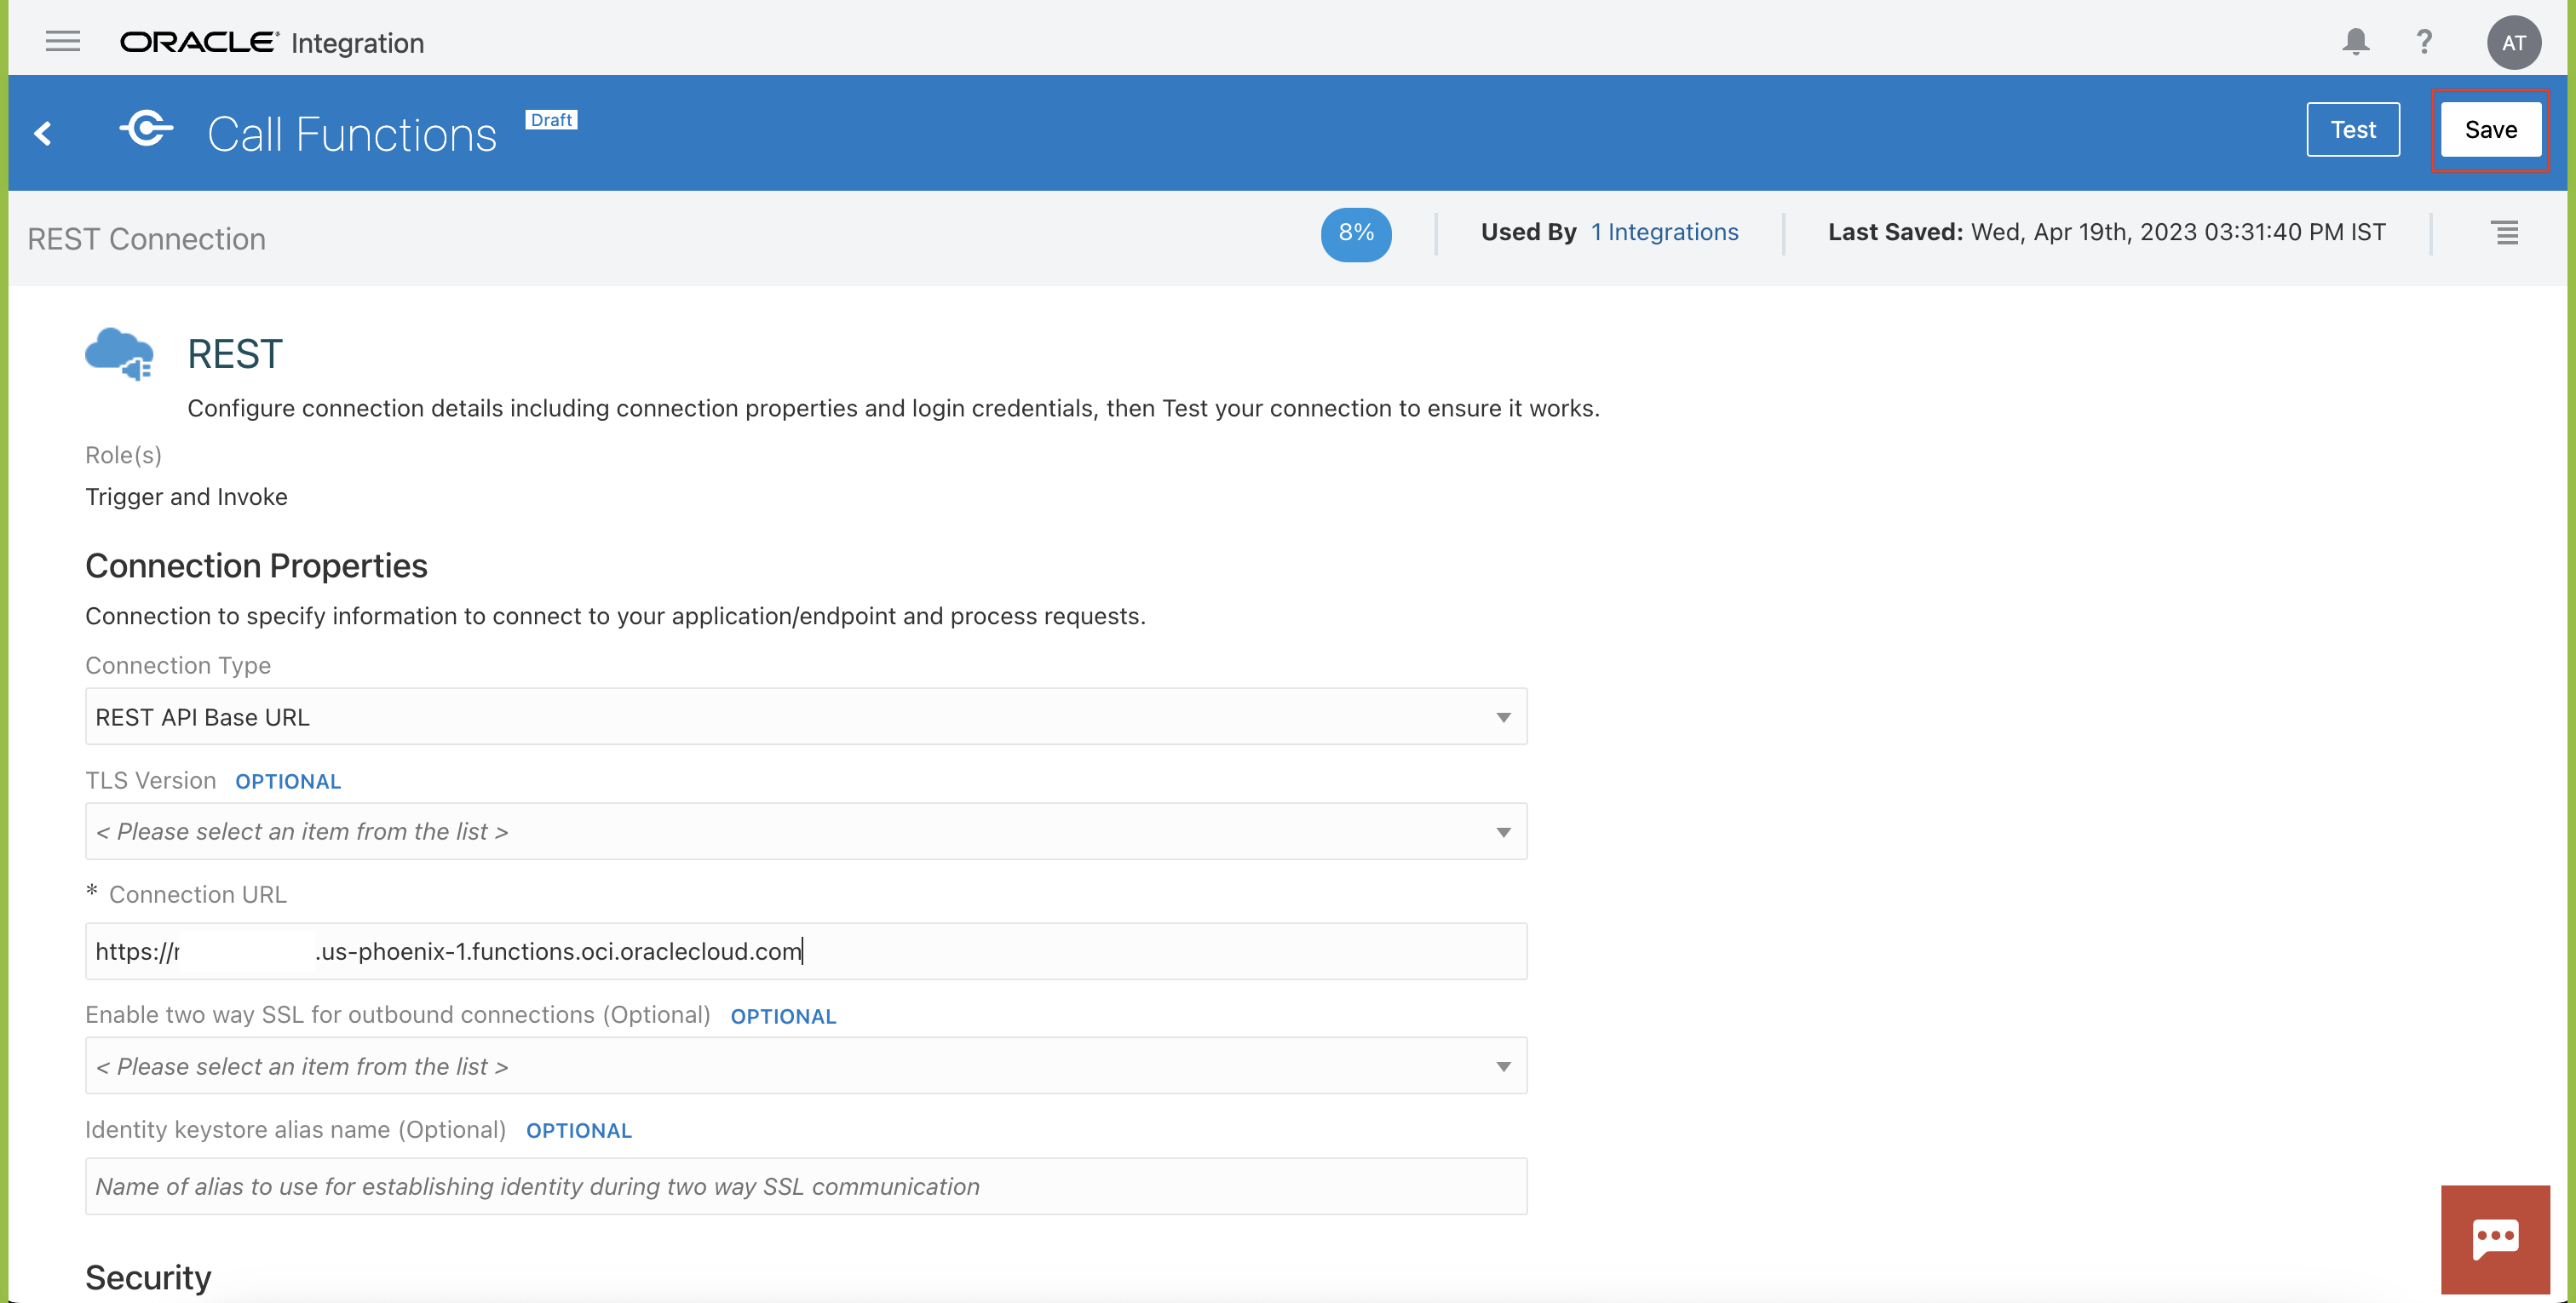 ORACLE Integration
? AT
Call Functions Draft Test Save
REST Connection 8% Used By 1 Integrations Last Saved: Wed, Apr 19th, 2023 03:31:40 PM IST
REST
Configure connection details including connection properties and login credentials, then Test your connection to ensure it works.
Role(s)
Trigger and Invoke
Connection Properties
Connection to specify information to connect to your application/endpoint and process requests.
Connection Type
REST API Base URL
TLS Version OPTIONAL
< Please select an item from the list >
* Connection URL
https:// .us-phoenix-1.functions.oci.oraclecloud.com
Enable two way SSL for outbound connections (Optional) OPTIONAL
< Please select an item from the list >
Identity keystore alias name (Optional) OPTIONAL
Name of alias to use for establishing identity during two way SSL communication
Security